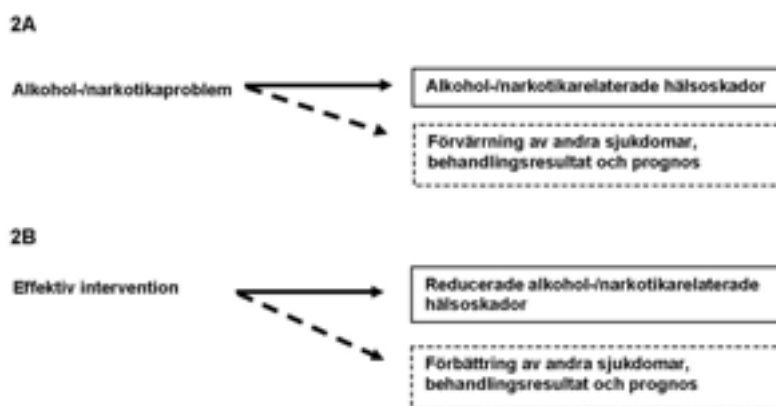 2A
Alkohol-/narkotikaproblem
Alkohol-/narkotikarelaterade hälsoskador
Förvärrning av andra sjukdomar,
behandlingsresultat och prognos
2B
Effektiv intervention
Reducerade alkohol-/narkotikarelaterade
hälsoskador
Förbättring av andra sjukdomar,
behandlingsresultat och prognos